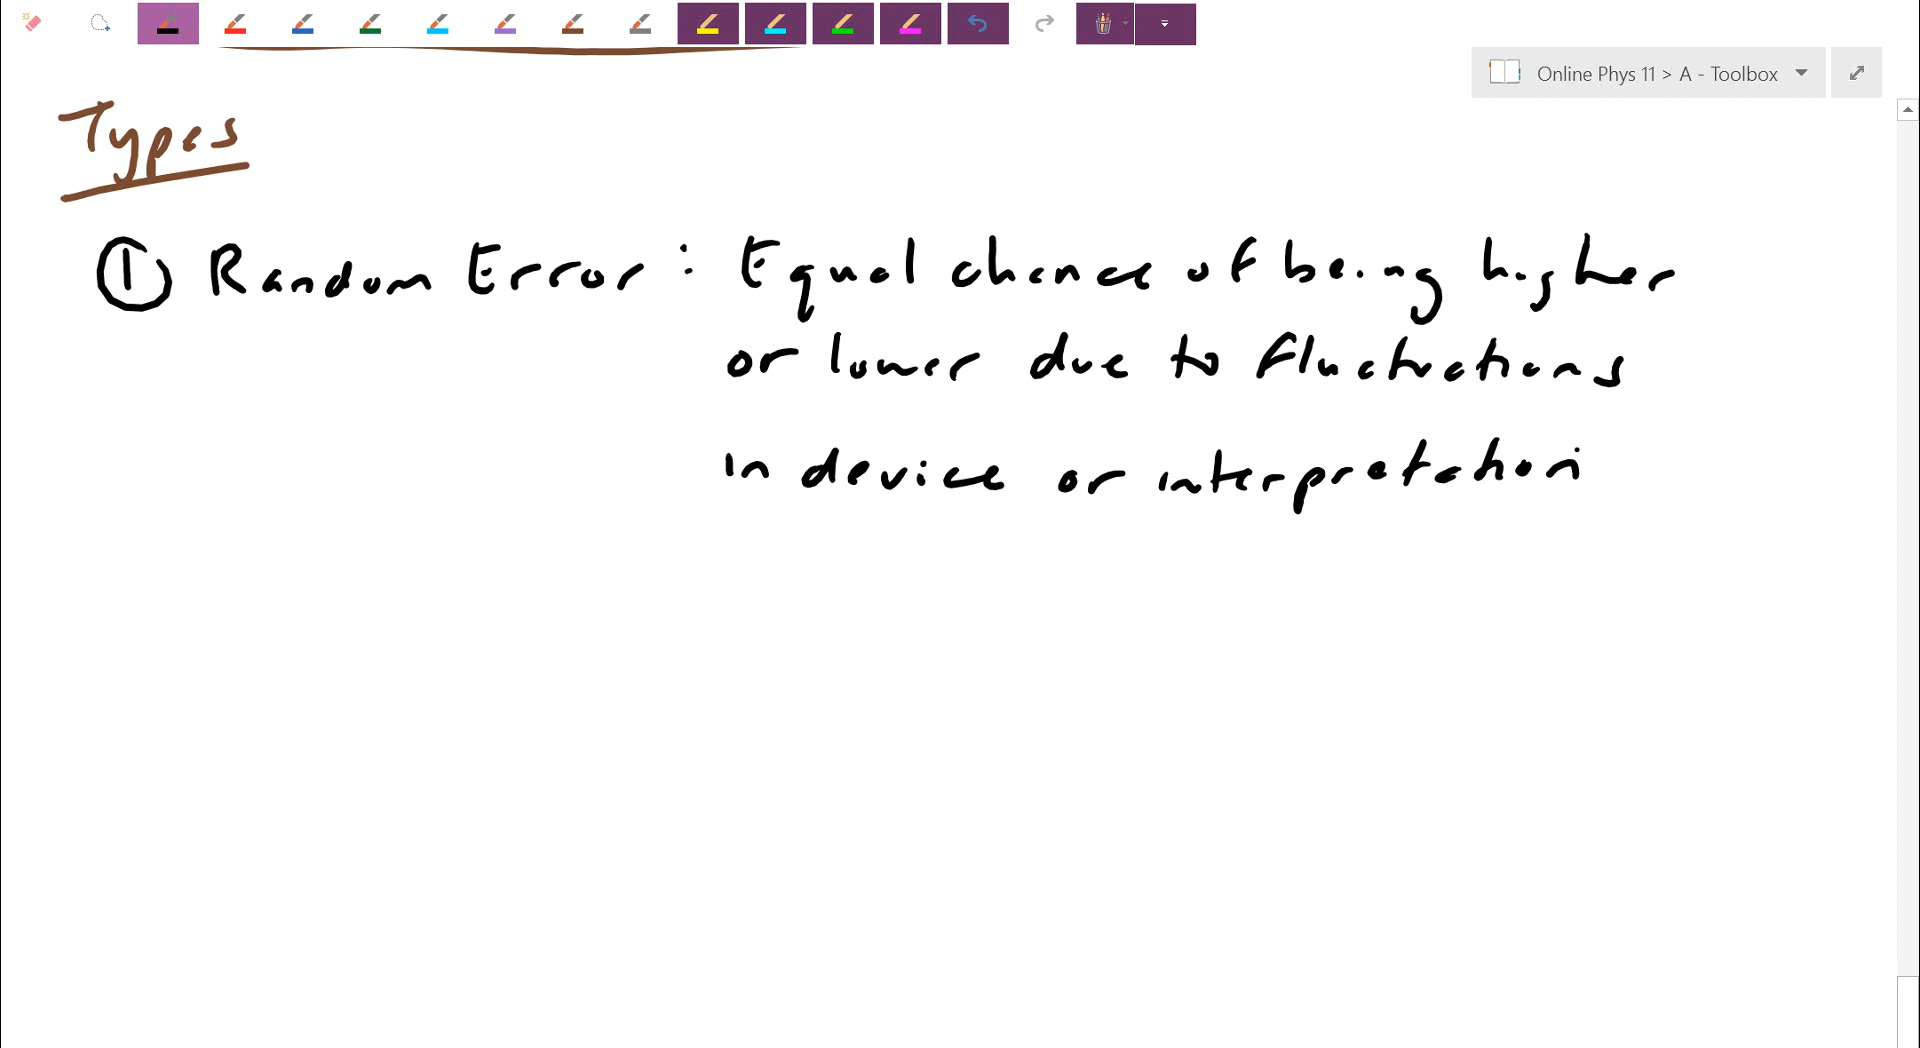 Online Phys 11 > A - Toolbox
Types
① Random Error : Equal chance of being higher
or lower due to fluctuations
in device or interpretation